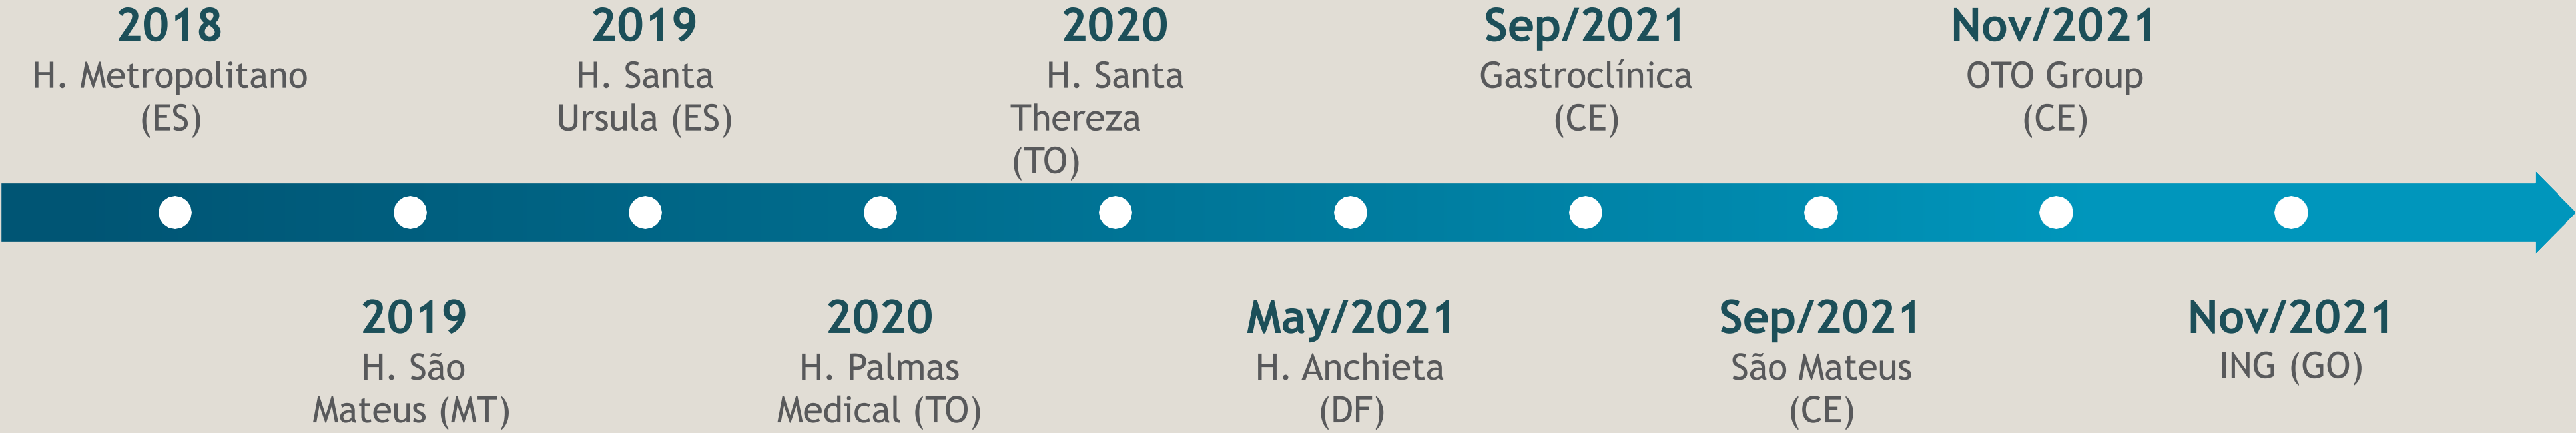 2018
H. Metropolitano
(ES)
2019
H. Santa
Ursula (ES)
2020
H. Santa
Thereza
(TO)
Sep/2021
Gastroclínica
(CE)
Nov/2021
OTO Group
(CE)
2019
H. São
Mateus (MT)
2020
H. Palmas
Medical (TO)
May/2021
H. Anchieta
(DF)
Sep/2021
São Mateus
(CE)
Nov/2021
ING (GO)